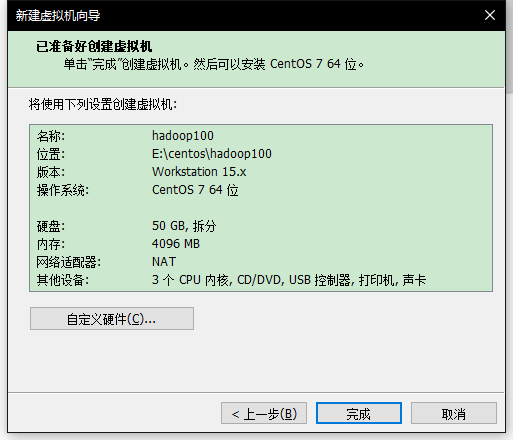 新建虚拟机向导
已准备好创建虚拟机
单击“完成”创建虚拟机。然后可以安装 CentOS 7 64 位。
将使用下列设置创建虚拟机:
名称: hadoop100
位置: E:\centos\hadoop100
版本: Workstation 15.x
操作系统: CentOS 7 64 位
硬盘: 50 GB, 拆分
内存: 4096 MB
网络适配器: NAT
其他设备: 3 个 CPU 内核, CD/DVD, USB 控制器, 打印机, 声卡
自定义硬件(C)...
< 上一步(B) 完成 取消